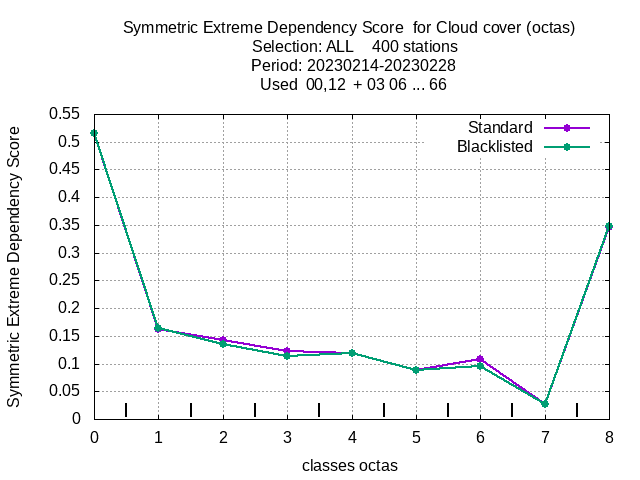 Symmetric Extreme Dependency Score  for Cloud cover (octas)
Selection: ALL    400 stations
Period: 20230214-20230228
Used  00,12  + 03 06 ... 66
Standard
Blacklisted
Symmetric Extreme Dependency Score
0.55
0.5
0.45
0.4
0.35
0.3
0.25
0.2
0.15
0.1
0.05
0
0 1 2 3 4 5 6 7 8
classes octas